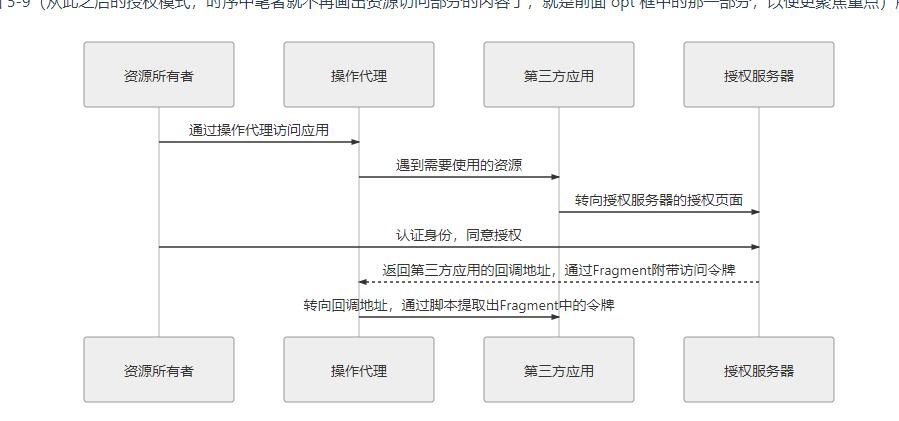 5-9（从此之后的授权模式，时序中笔者就不再画出资源访问部分的内容了，就是前面 opt 框中的那一部分，以便更聚焦重点）
资源所有者 操作代理 第三方应用 授权服务器
通过操作代理访问应用
遇到需要使用的资源
转向授权服务器的授权页面
认证身份，同意授权
返回第三方应用的回调地址，通过Fragment附带访问令牌
转向回调地址，通过脚本提取出Fragment中的令牌
资源所有者 操作代理 第三方应用 授权服务器